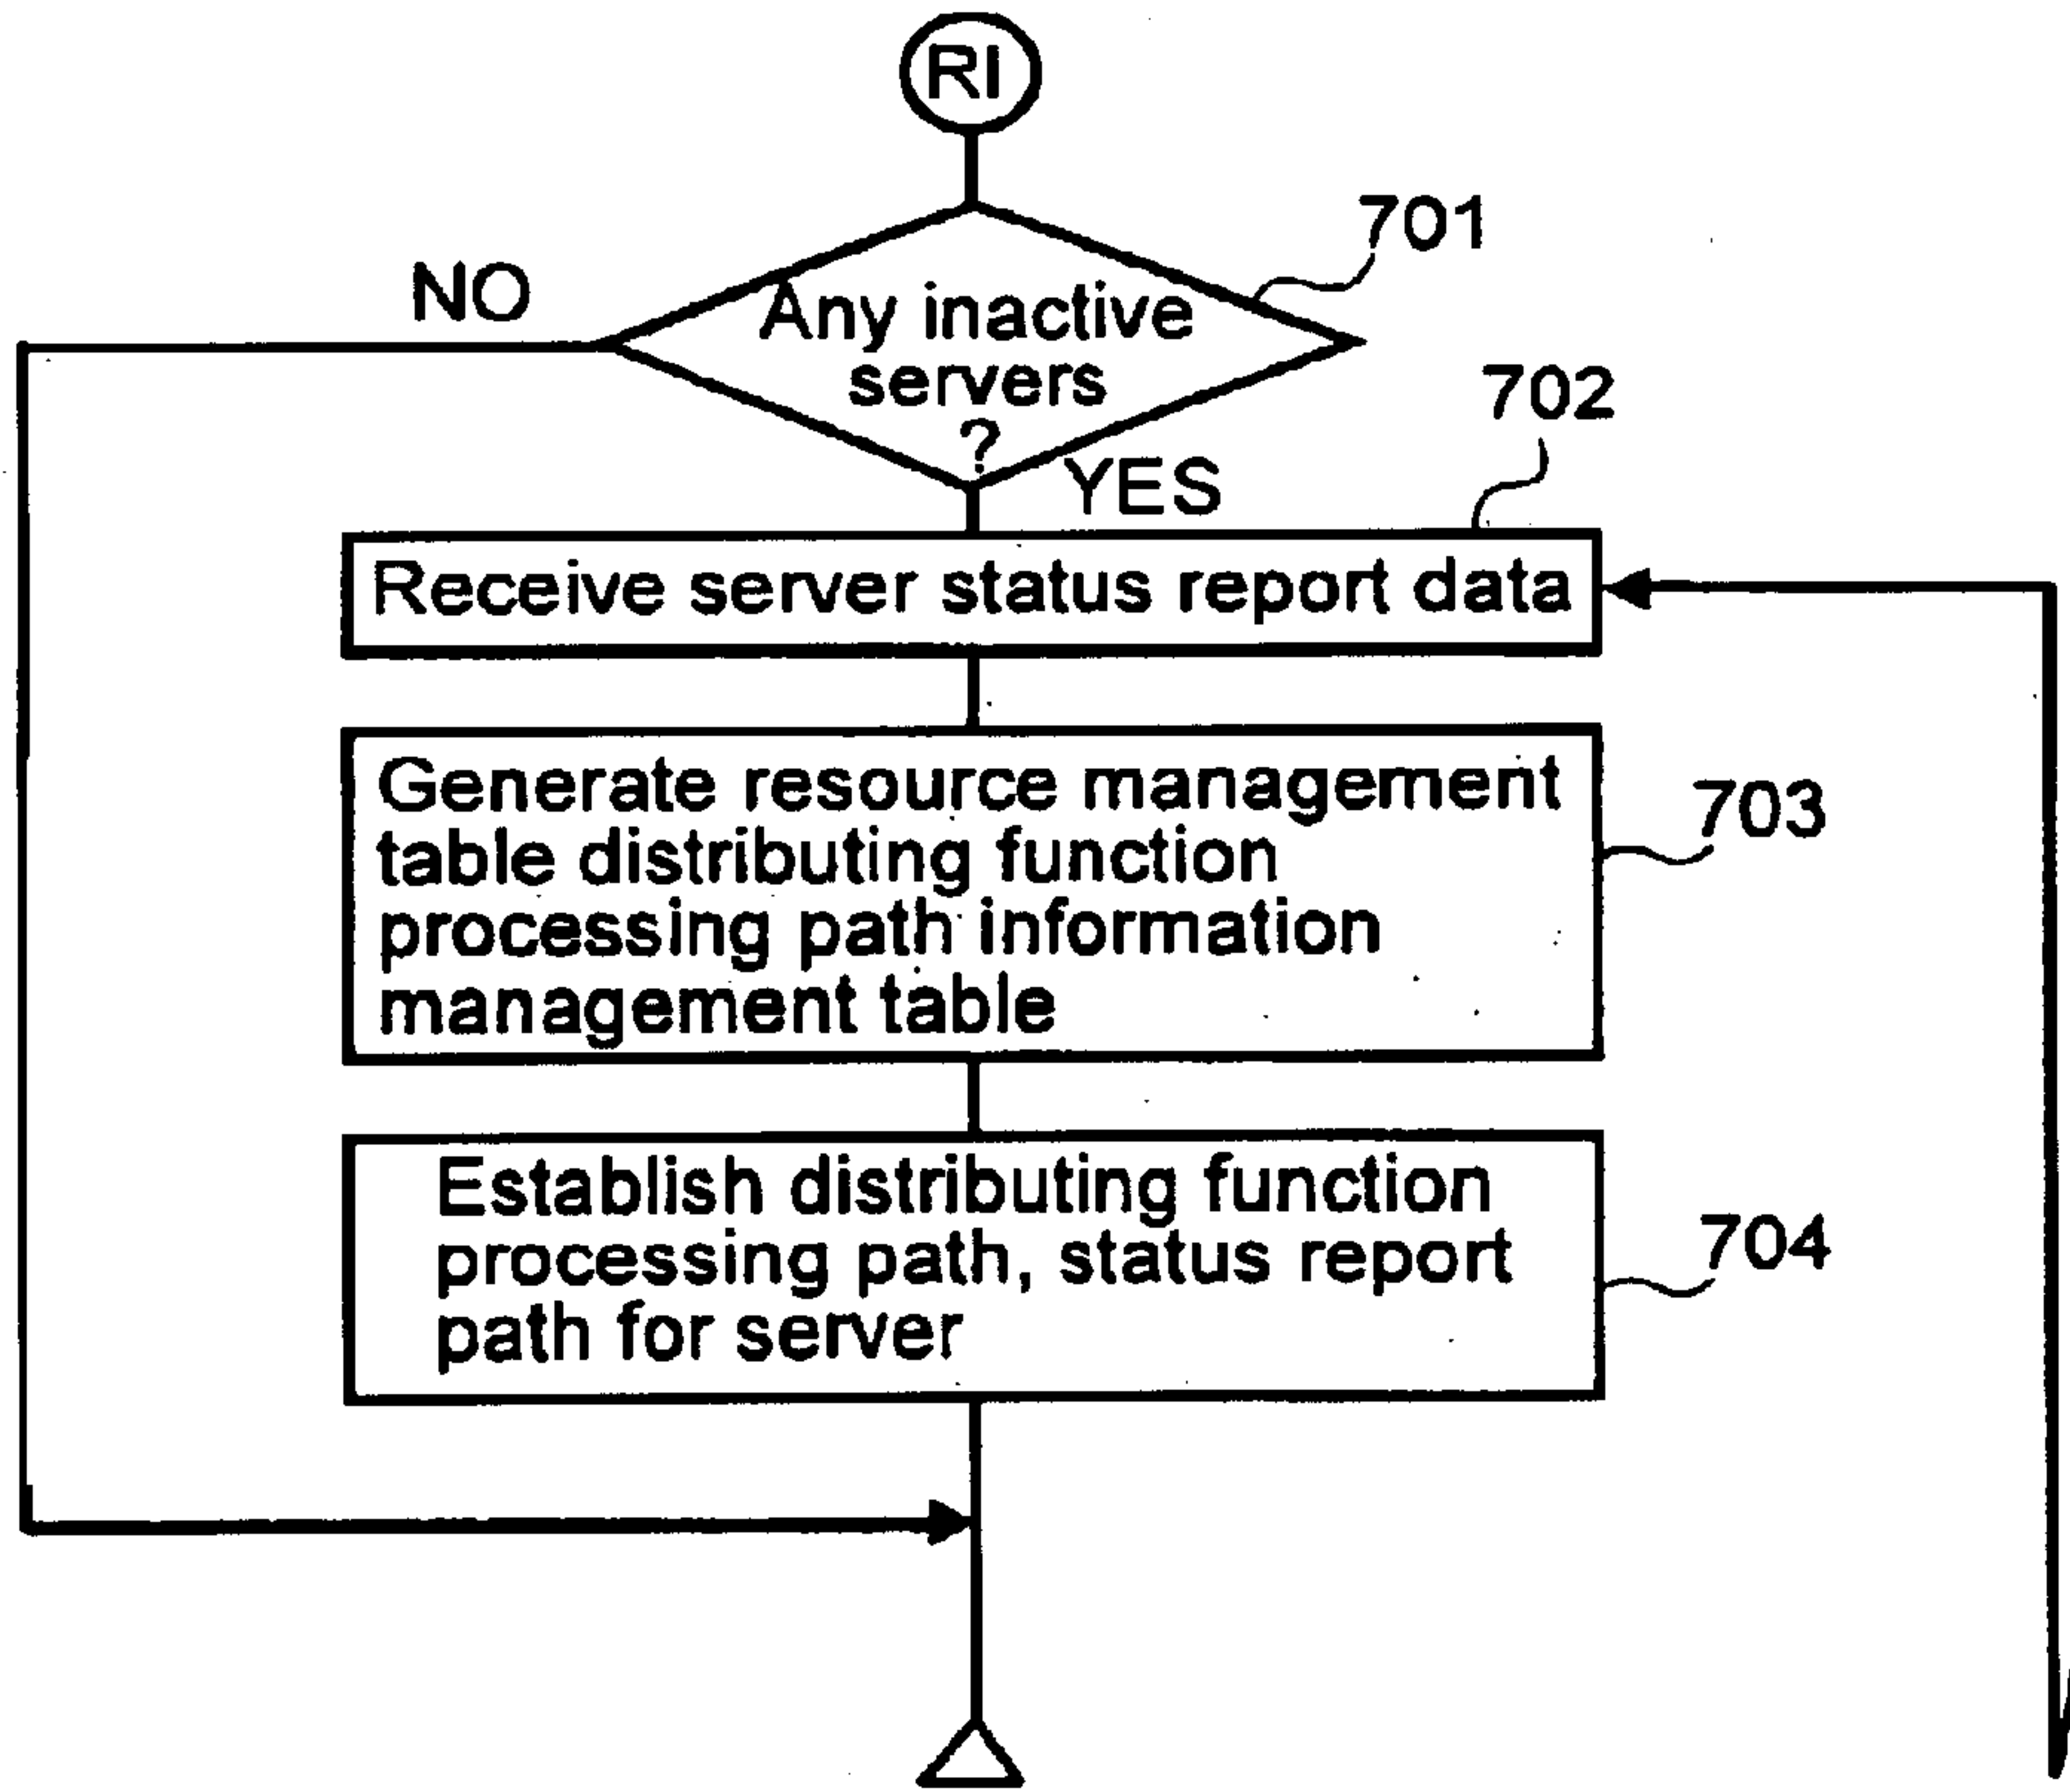 RI
701
NO
Any inactive
servers
?
702
YES
Receive server status report data
Generate resource management
table distributing function
processing path information
management table
703
Establish distributing function
processing path, status report
path for server
704